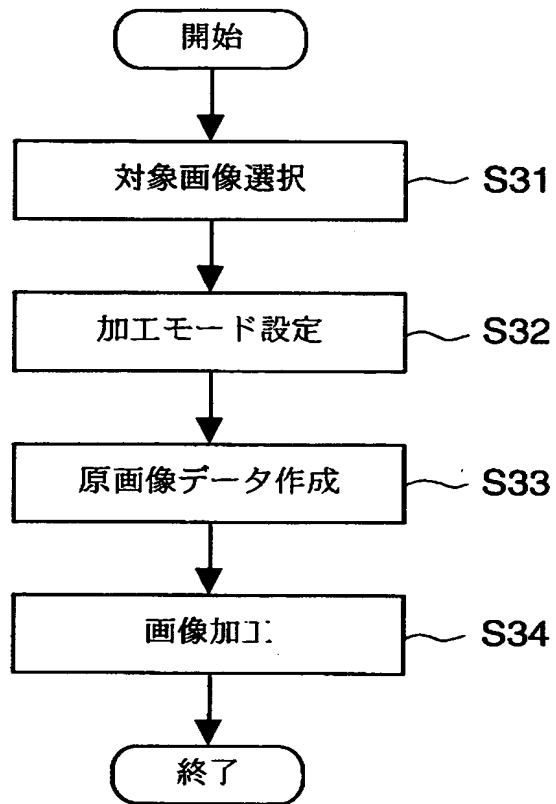 開始
対象画像選択 S31
加工モード設定 S32
原画像データ作成 S33
画像加工 S34
終了